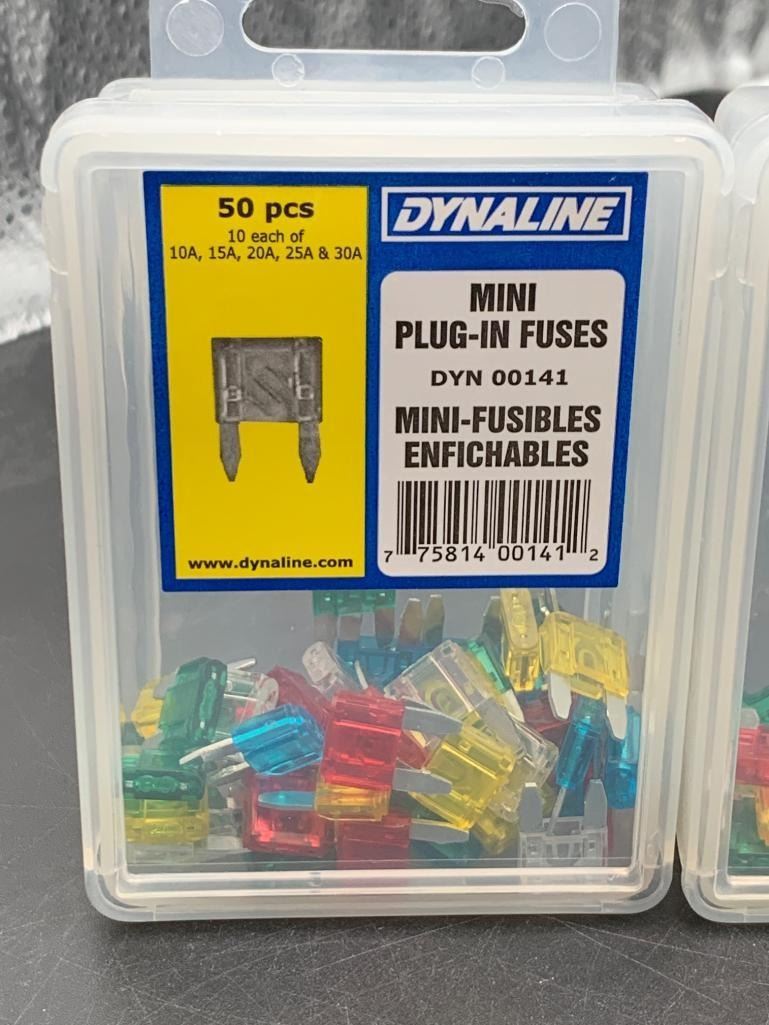 50 pcs
10 each of
10A, 15A, 20A, 25A & 30A
www.dynaline.com
DYNALINE
MINI
PLUG-IN FUSES
DYN 00141
MINI-FUSIBLES
ENFICHABLES
7 75814 00141 2